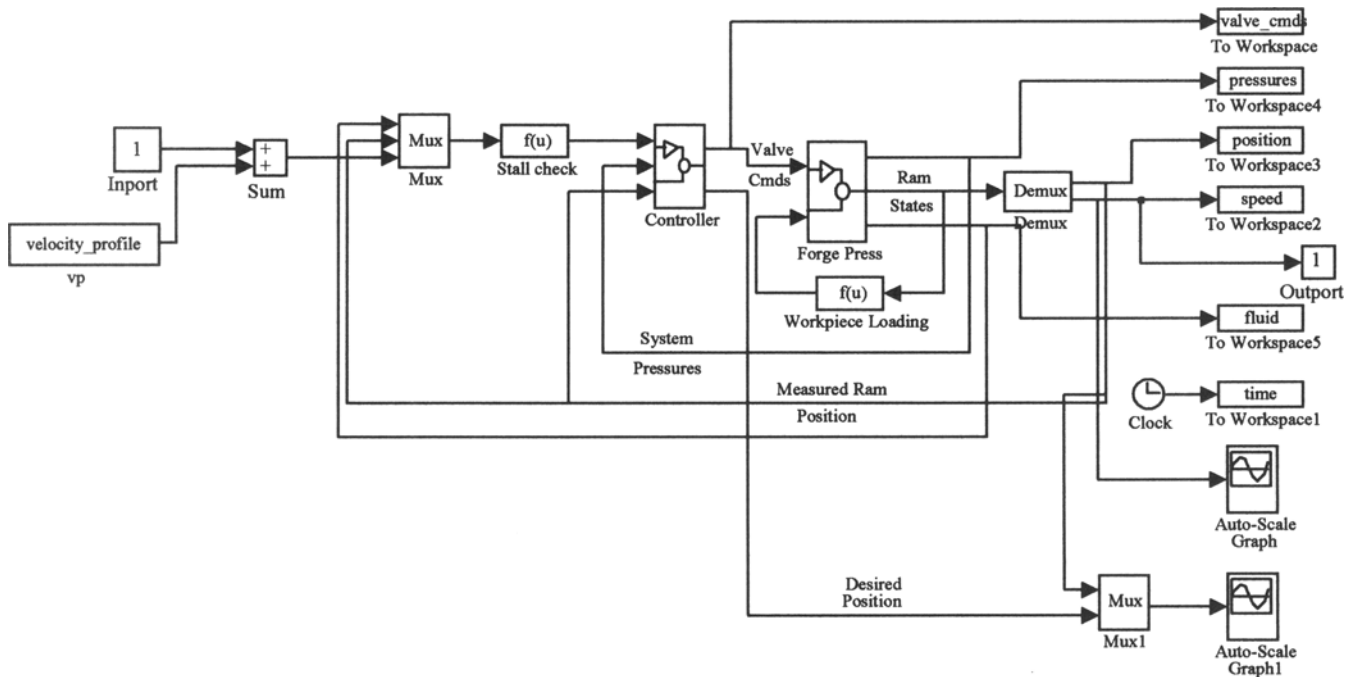 valve_cmds
To Workspace
pressures
To Workspace4
1
Inport
+
+
Sum
Mux
Mux
f(u)
Stall check
Controller
Valve
Cmds
Forge Press
Ram
States
Demux
Demux
position
To Workspace3
speed
To Workspace2
velocity_profile
vp
1
Outport
f(u)
Workpiece Loading
fluid
To Workspace5
System
Pressures
Measured Ram
Position
Clock
time
To Workspace1
Auto-Scale
Graph
Desired
Position
Mux
Mux1
Auto-Scale
Graph1